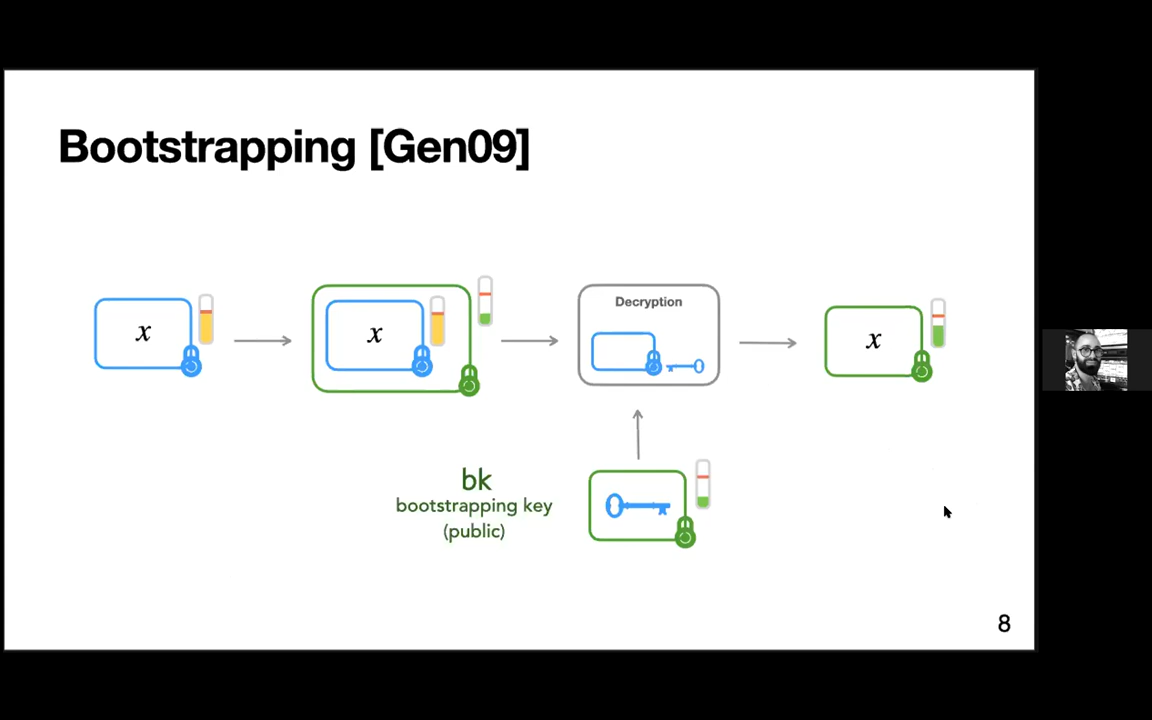 Bootstrapping [Gen09]
x
x
Decryption
x
bk
bootstrapping key
(public)
8